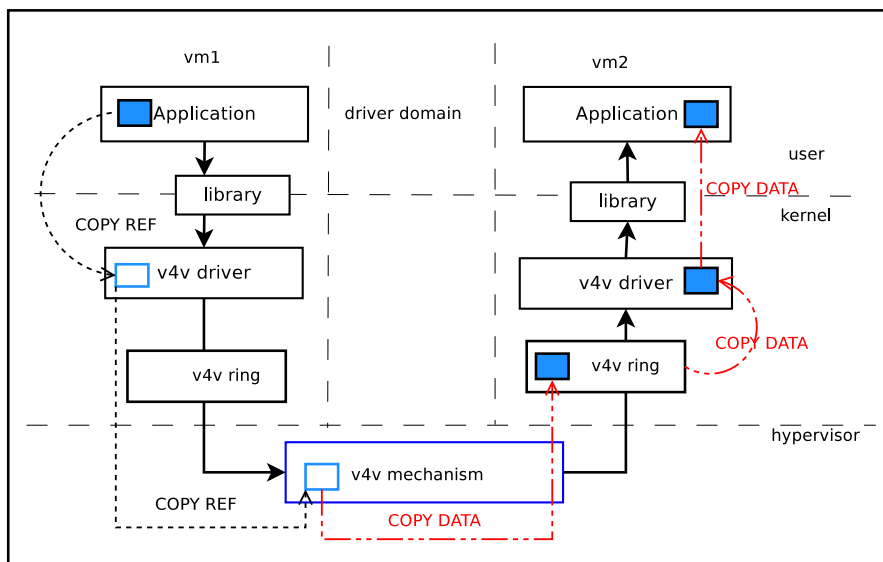 vm1
vm2
Application
driver domain
Application
user
library
COPY DATA
library
kernel
COPY REF
v4v driver
v4v driver
COPY DATA
v4v ring
v4v ring
hypervisor
v4v mechanism
COPY REF
COPY DATA